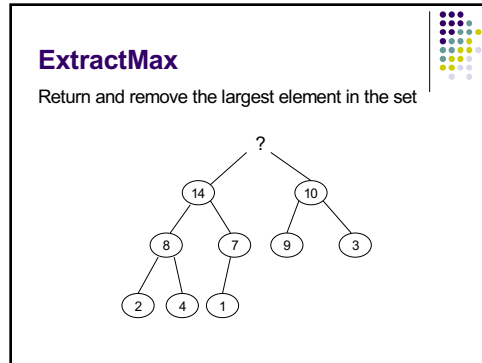 ExtractMax
Return and remove the largest element in the set
?
14 10
8 7 9 3
2 4 1